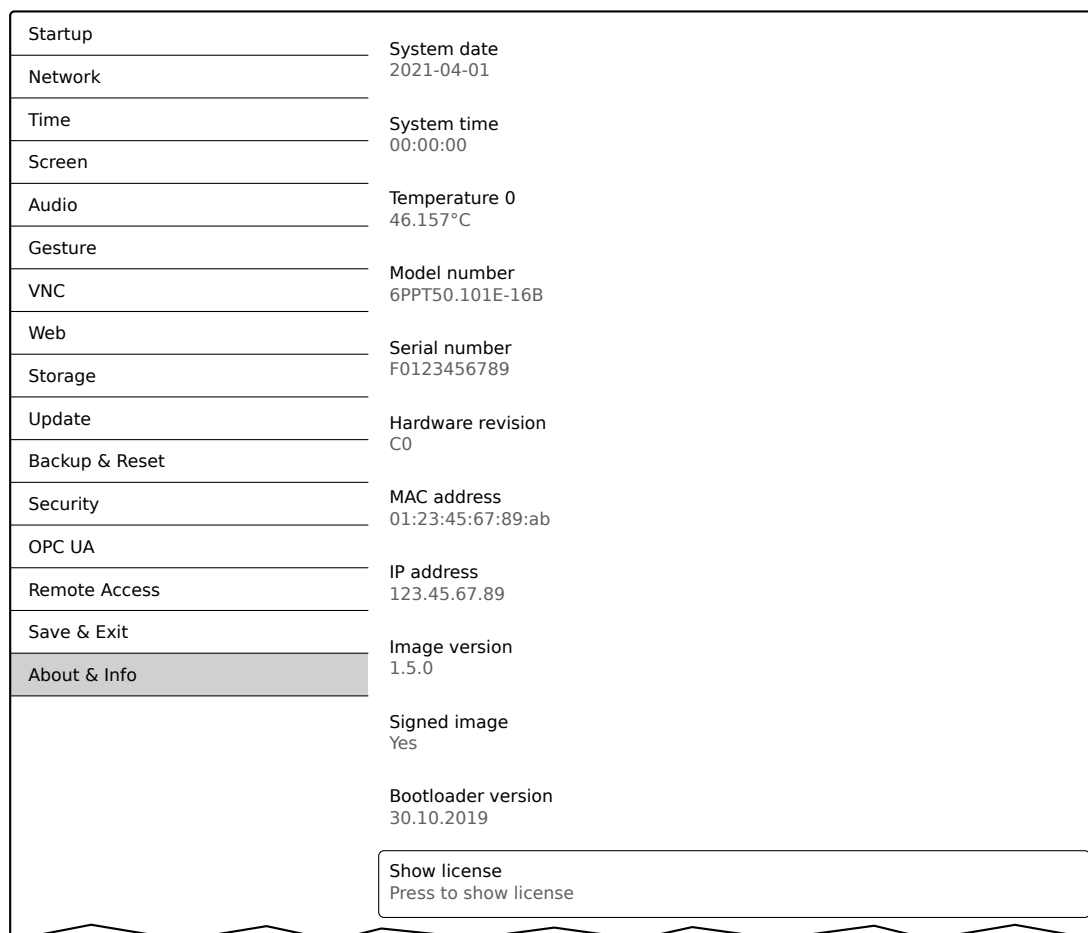 Startup
Network
Time
Screen
Audio
Gesture
VNC
Web
Storage
Update
Backup & Reset
Security
OPC UA
Remote Access
Save & Exit
About & Info
System date
2021-04-01
System time
00:00:00
Temperature 0
46.157°C
Model number
6PPT50.101E-16B
Serial number
F0123456789
Hardware revision
C0
MAC address
01:23:45:67:89:ab
IP address
123.45.67.89
Image version
1.5.0
Signed image
Yes
Bootloader version
30.10.2019
Show license
Press to show license